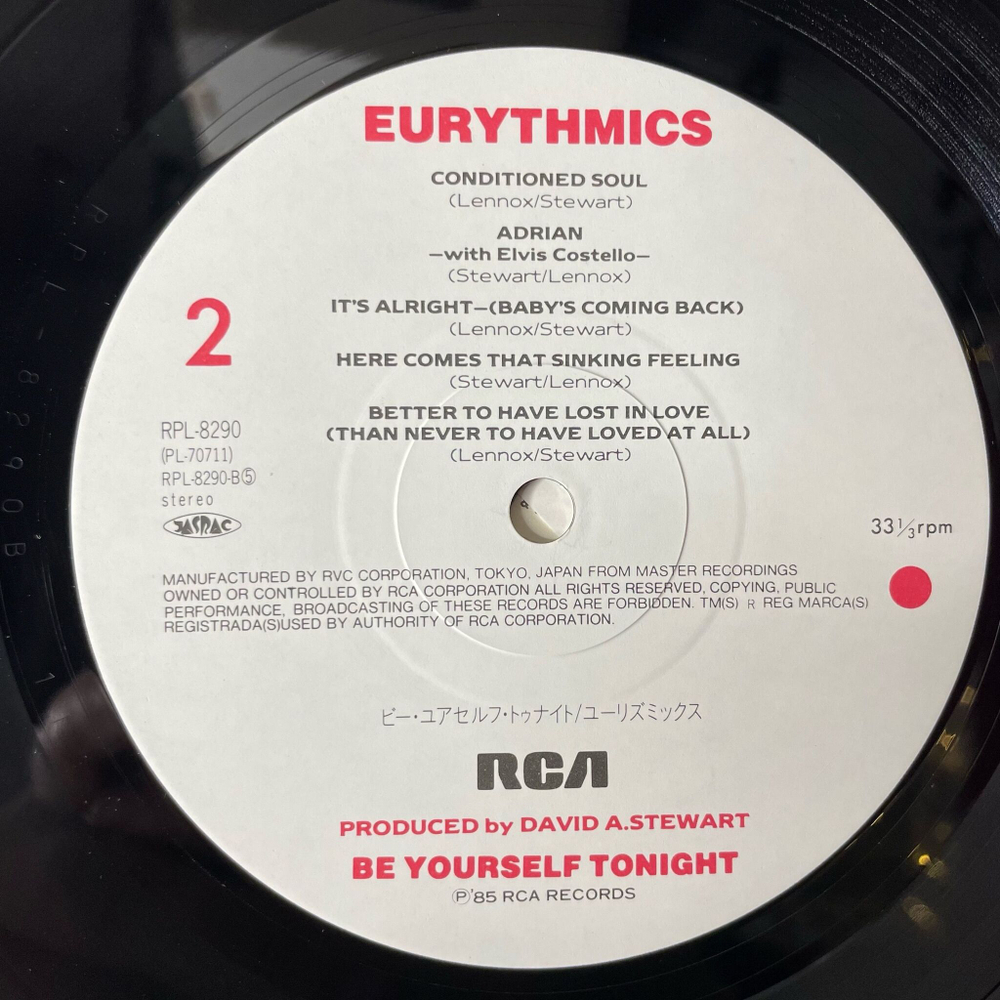 EURYTHMICS
CONDITIONED SOUL
(Lennox/Stewart)
ADRIAN
—with Elvis Costello—
(Stewart/Lennox)
IT'S ALRIGHT—(BABY'S COMING BACK)
(Lennox/Stewart)
HERE COMES THAT SINKING FEELING
(Stewart/Lennox)
BETTER TO HAVE LOST IN LOVE
(THAN NEVER TO HAVE LOVED AT ALL)
(Lennox/Stewart)
2
RPL-8290
(PL-70711)
RPL-8290-B⑤
stereo
JASRAC
33⅓rpm
MANUFACTURED BY RVC CORPORATION, TOKYO, JAPAN FROM MASTER RECORDINGS
OWNED OR CONTROLLED BY RCA CORPORATION ALL RIGHTS RESERVED, COPYING, PUBLIC
PERFORMANCE, BROADCASTING OF THESE RECORDS ARE FORBIDDEN. TM(S) R REG MARCA(S)
REGISTRADA(S)USED BY AUTHORITY OF RCA CORPORATION.
ビー・ユアセルフ・トゥナイト/ユーリズミックス
RCA
PRODUCED by DAVID A.STEWART
BE YOURSELF TONIGHT
℗'85 RCA RECORDS
RPL-8290B 1